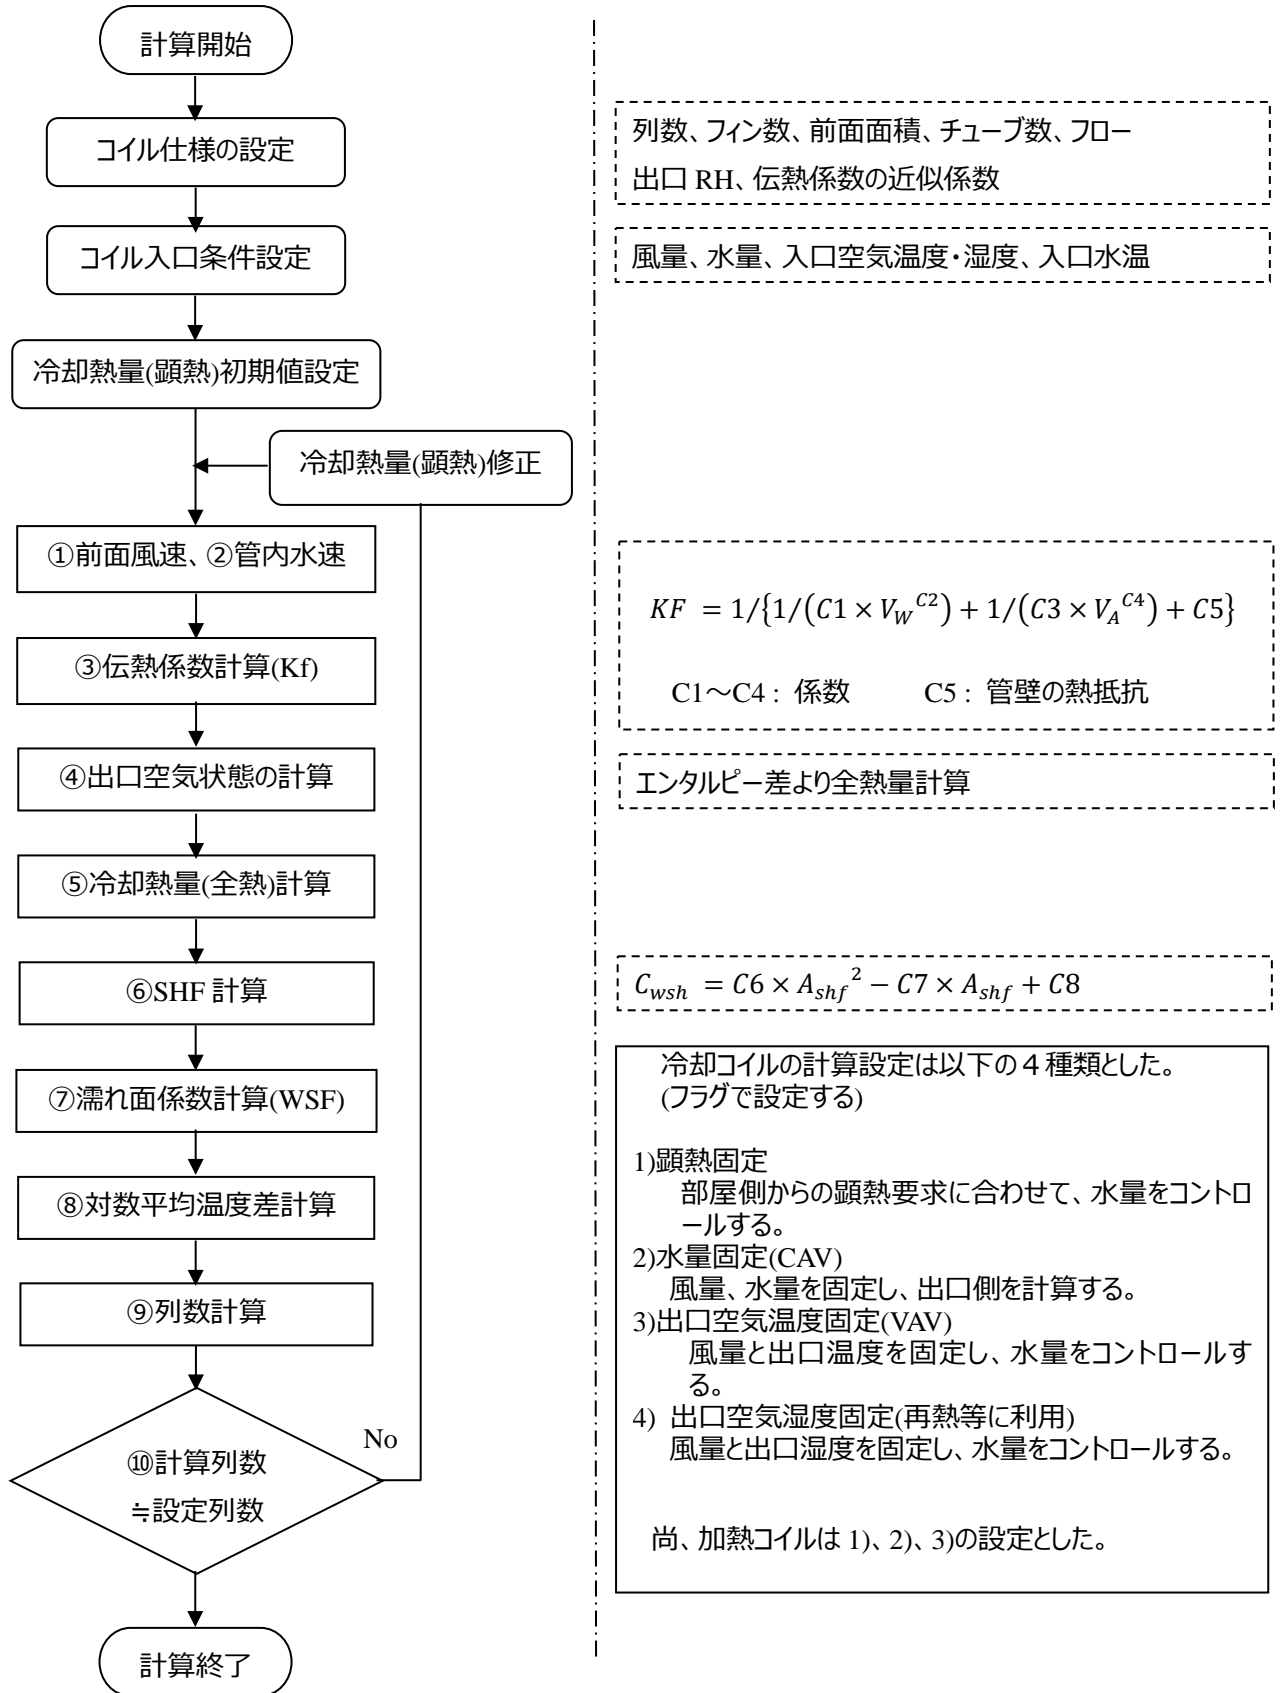 計算開始
コイル仕様の設定
列数、フィン数、前面面積、チューブ数、フロー
出口 RH、伝熱係数の近似係数
コイル入口条件設定
風量、水量、入口空気温度・湿度、入口水温
冷却熱量(顕熱)初期値設定
冷却熱量(顕熱)修正
①前面風速、②管内水速
③伝熱係数計算(Kf)
KF = 1/{1/(C1 × V_W^{C2}) + 1/(C3 × V_A^{C4}) + C5}
C1～C4 : 係数 C5 : 管壁の熱抵抗
④出口空気状態の計算
エンタルピー差より全熱量計算
⑤冷却熱量(全熱)計算
⑥SHF 計算
C_{wsh} = C6 × A_{shf}^2 − C7 × A_{shf} + C8
⑦濡れ面係数計算(WSF)
⑧対数平均温度差計算
⑨列数計算
⑩計算列数
≒設定列数
No
計算終了
冷却コイルの計算設定は以下の４種類とした。
(フラグで設定する)
1)顕熱固定
部屋側からの顕熱要求に合わせて、水量をコントロ
ールする。
2)水量固定(CAV)
風量、水量を固定し、出口側を計算する。
3)出口空気温度固定(VAV)
風量と出口温度を固定し、水量をコントロールす
る。
4) 出口空気湿度固定(再熱等に利用)
風量と出口湿度を固定し、水量をコントロールする。
尚、加熱コイルは 1)、2)、3)の設定とした。